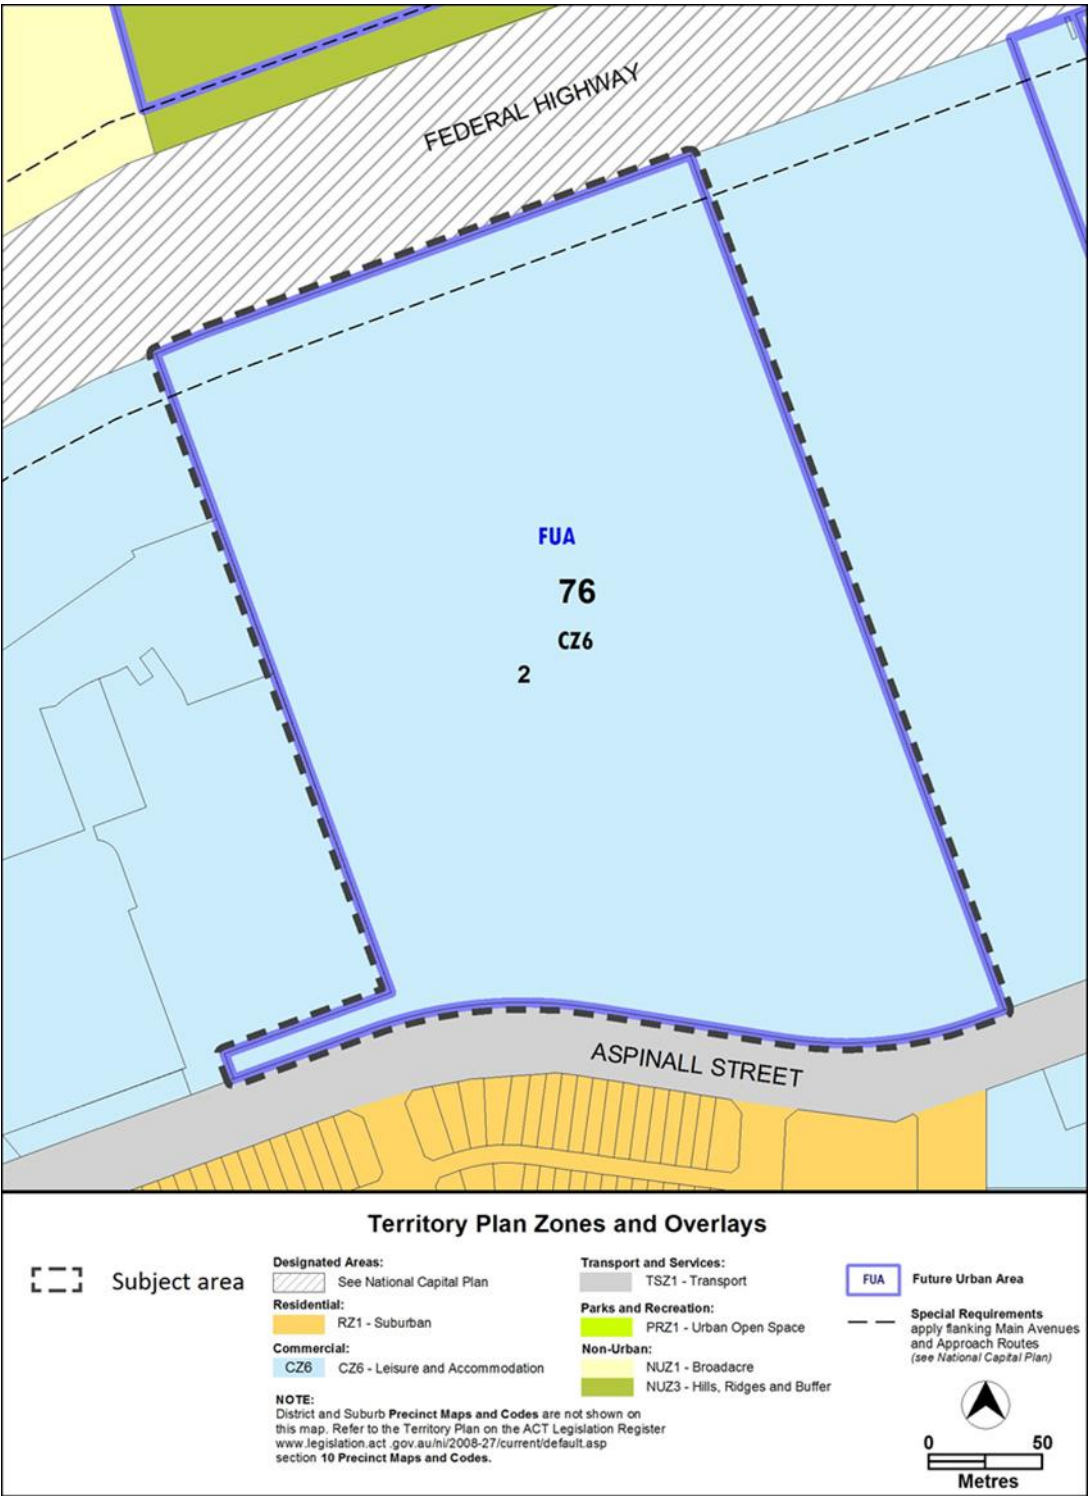 FEDERAL HIGHWAY
FUA
76
CZ6
2
ASPINALL STREET
Territory Plan Zones and Overlays
Subject area
Designated Areas:
See National Capital Plan
Residential:
RZ1 - Suburban
Commercial:
CZ6 CZ6 - Leisure and Accommodation
NOTE:
District and Suburb Precinct Maps and Codes are not shown on
this map. Refer to the Territory Plan on the ACT Legislation Register
www.legislation.act.gov.au/ni/2008-27/current/default.asp
section 10 Precinct Maps and Codes.
Transport and Services:
TSZ1 - Transport
Parks and Recreation:
PRZ1 - Urban Open Space
Non-Urban:
NUZ1 - Broadacre
NUZ3 - Hills, Ridges and Buffer
FUA Future Urban Area
Special Requirements
apply flanking Main Avenues
and Approach Routes
(see National Capital Plan)
0 50
Metres